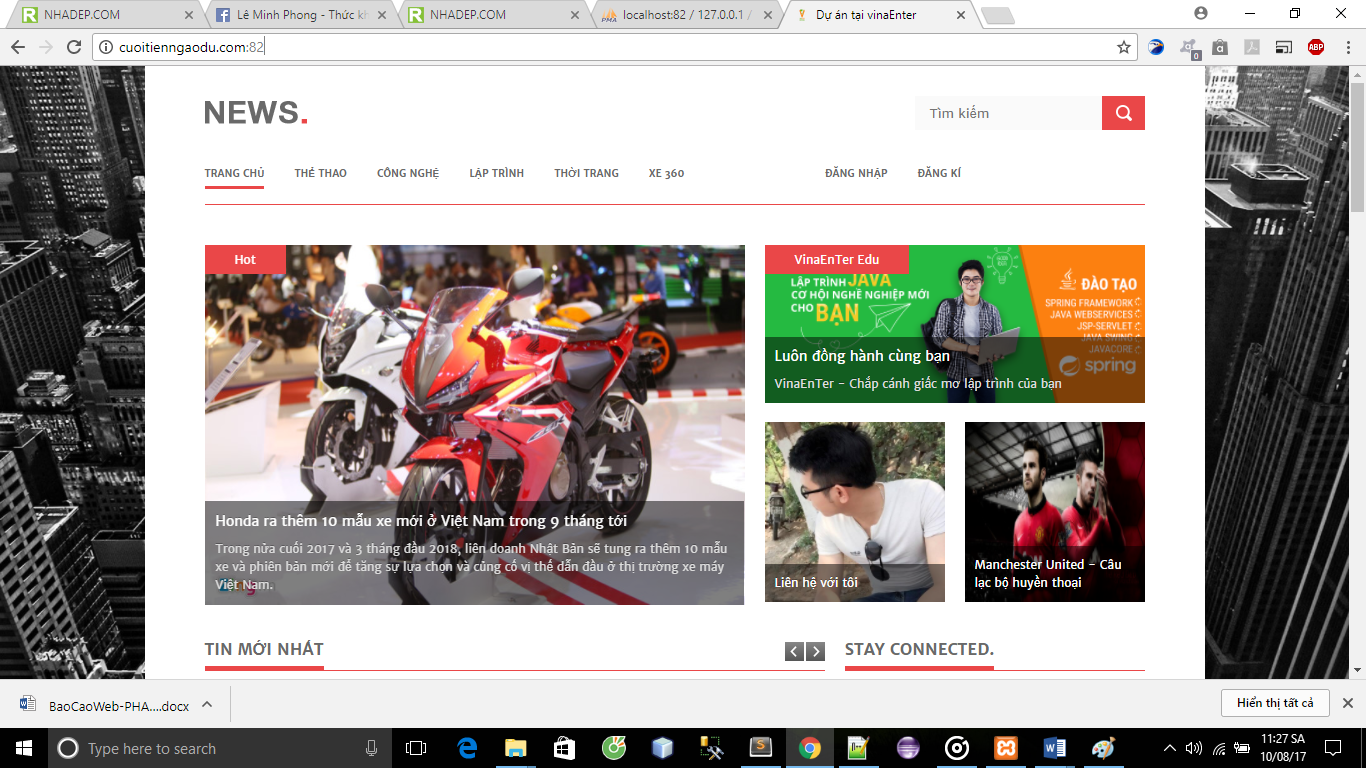 NHADEP.COM
Lê Minh Phong - Thức kh
NHADEP.COM
localhost:82 / 127.0.0.1 /
Dự án tại vinaEnter
cuoitienngaodu.com:82
0
ABP
NEWS.
Tìm kiếm
TRANG CHỦ
THỂ THAO
CÔNG NGHỆ
LẬP TRÌNH
THỜI TRANG
XE 360
ĐĂNG NHẬP
ĐĂNG KÍ
Hot
Honda ra thêm 10 mẫu xe mới ở Việt Nam trong 9 tháng tới
Trong nửa cuối 2017 và 3 tháng đầu 2018, liên doanh Nhật Bản sẽ tung ra thêm 10 mẫu
xe và phiên bản mới để tăng sự lựa chọn và củng cố vị thế dẫn đầu ở thị trường xe máy
Việt Nam.
VinaEnTer Edu
LẬP TRÌNH JAVA
CƠ HỘI NGHỀ NGHIỆP MỚI
CHO BẠN
ĐÀO TẠO
SPRING FRAMEWORK
JAVA WEBSERVICES
JSP-SERVLET
JAVA SWING
JAVACORE
spring
Luôn đồng hành cùng bạn
VinaEnTer - Chắp cánh giấc mơ lập trình của bạn
Liên hệ với tôi
Manchester United - Câu
lạc bộ huyền thoại
TIN MỚI NHẤT
STAY CONNECTED.
BaoCaoWeb-PHA....docx
Hiển thị tất cả
Type here to search
11:27 SA
10/08/17